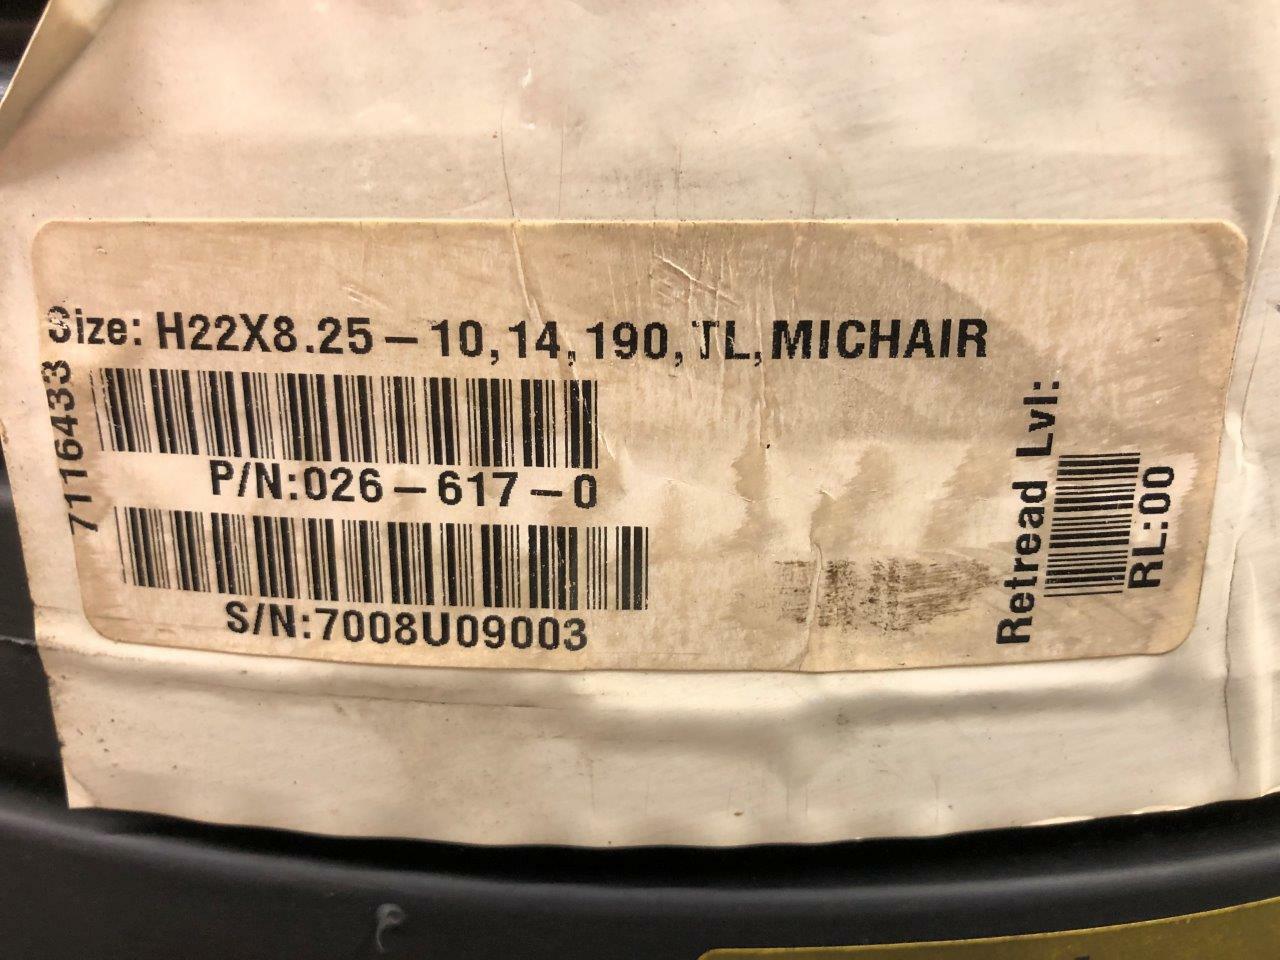 Size: H22X8.25-10,14,190,TL,MICHAIR
P/N:026-617-0
S/N:7008U09003
7116433
Retread Lvl:
RL:00